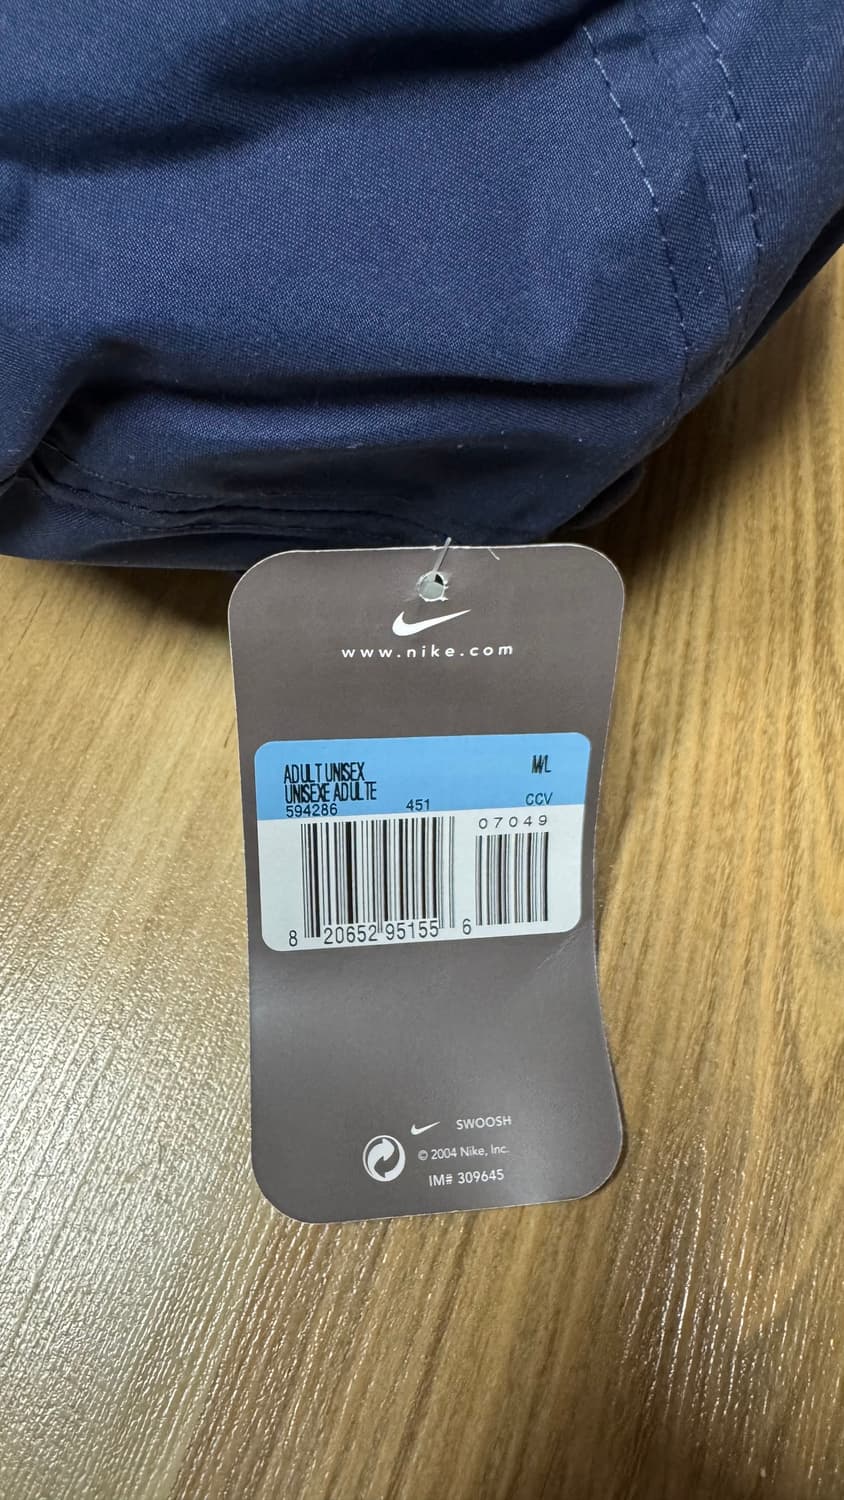 www.nike.com
ADULT UNISEX M/L
UNISEXE ADULTE
594286 451 CCV
07049
8 20652 95155 6
SWOOSH
© 2004 Nike, Inc.
IM# 309645